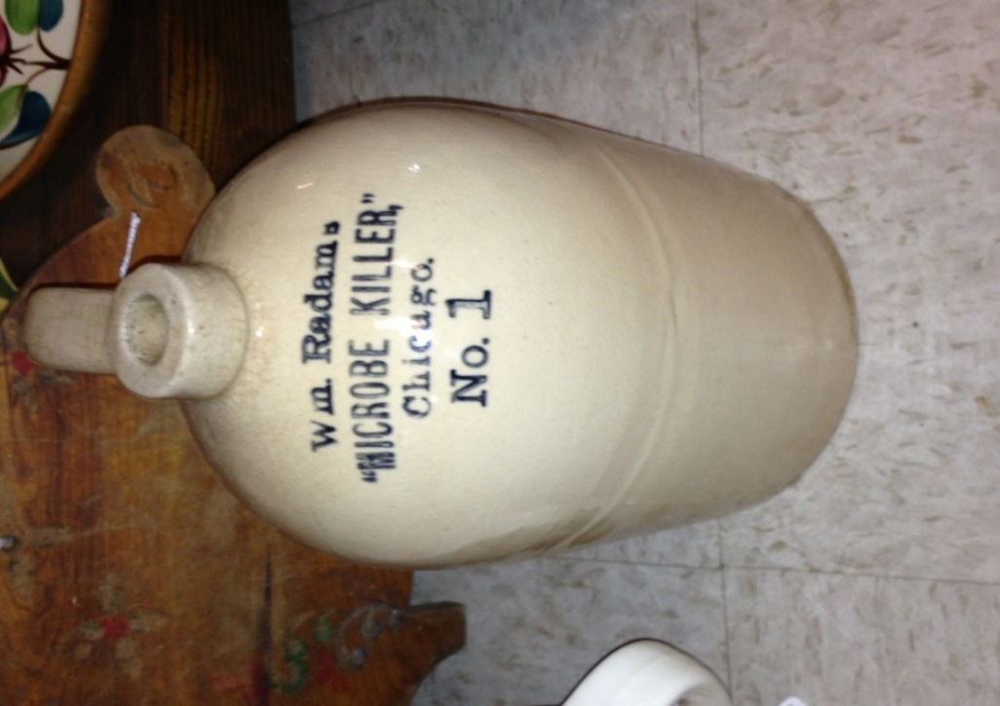 Wm. Radam's
"MICROBE KILLER,"
Chicago.
No. 1